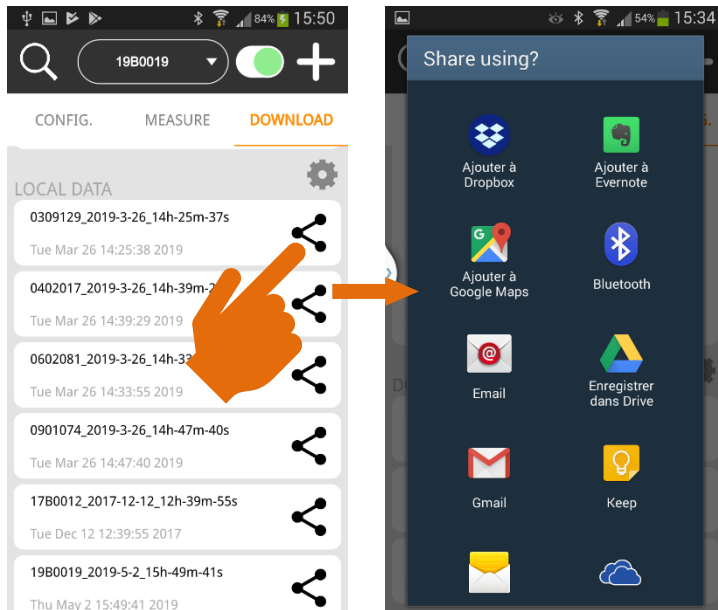 84% 15:50
19B0019
CONFIG. MEASURE DOWNLOAD
LOCAL DATA
0309129_2019-3-26_14h-25m-37s
Tue Mar 26 14:25:38 2019
0402017_2019-3-26_14h-39m-2
Tue Mar 26 14:39:29 2019
0602081_2019-3-26_14h-33
Tue Mar 26 14:33:55 2019
0901074_2019-3-26_14h-47m-40s
Tue Mar 26 14:47:40 2019
17B0012_2017-12-12_12h-39m-55s
Tue Dec 12 12:39:55 2017
19B0019_2019-5-2_15h-49m-41s
Thu May 2 15:49:41 2019
54% 15:34
Share using?
Ajouter à
Dropbox
Ajouter à
Evernote
G
Ajouter à
Google Maps
Bluetooth
@
Email
Enregistrer
dans Drive
Gmail
Keep